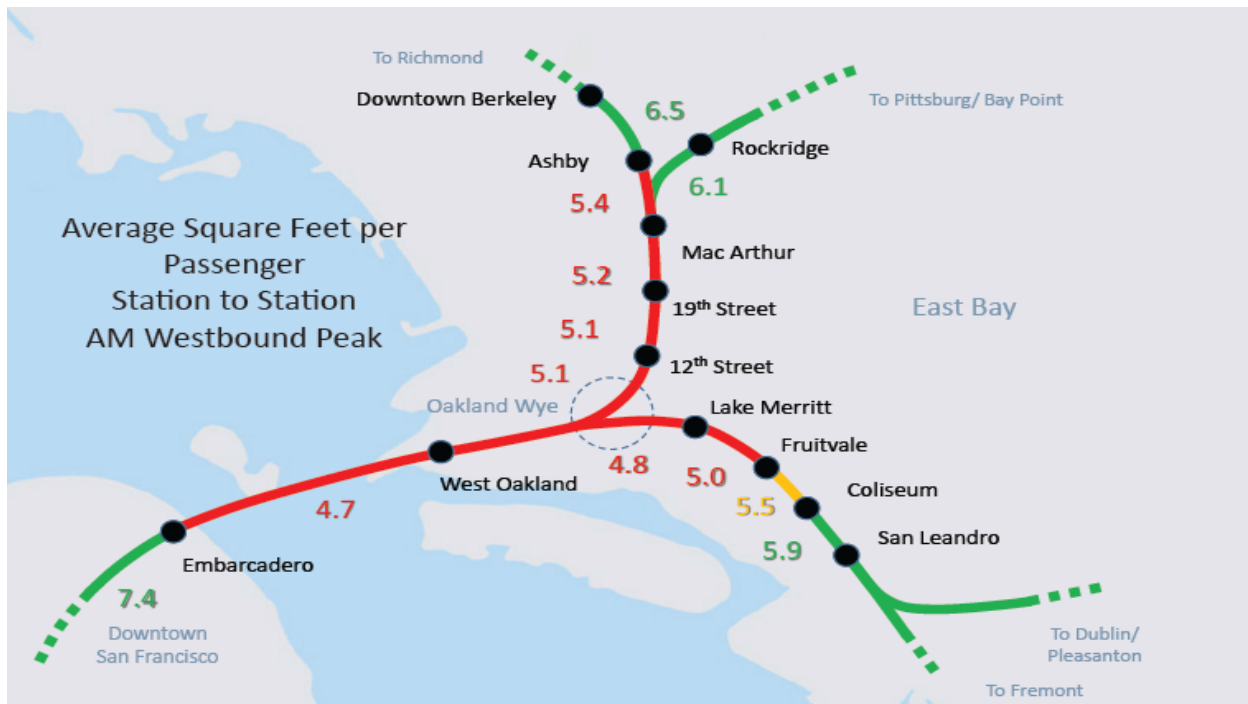 To Richmond
Downtown Berkeley
6.5
To Pittsburg/ Bay Point
Rockridge
Ashby
6.1
5.4
Average Square Feet per
Passenger
Station to Station
AM Westbound Peak
Mac Arthur
5.2
19th Street
East Bay
5.1
12th Street
5.1
Oakland Wye
Lake Merritt
Fruitvale
4.8
5.0
West Oakland
Coliseum
5.5
4.7
San Leandro
5.9
Embarcadero
7.4
Downtown
San Francisco
To Dublin/
Pleasanton
To Fremont